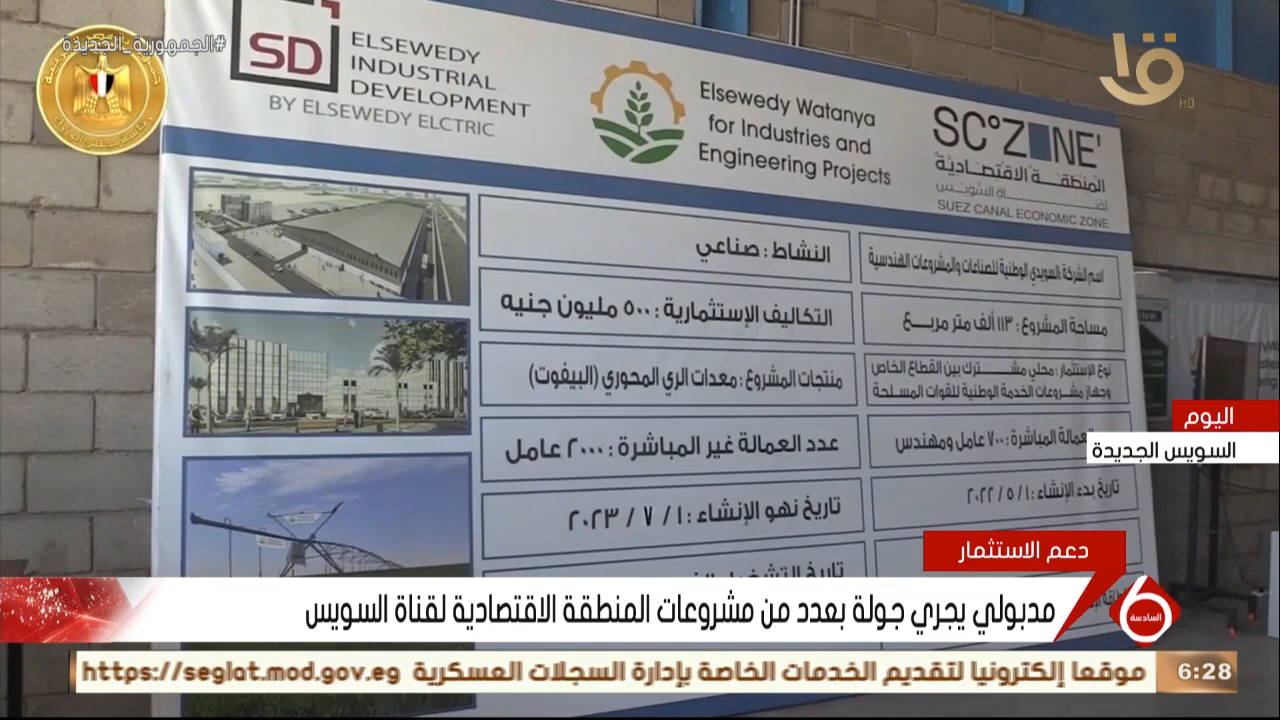 #الجمهورية_الجديدة
SD
ELSEWEDY
INDUSTRIAL
DEVELOPMENT
BY ELSEWEDY ELCTRIC
Elsewedy Watanya
for Industries and
Engineering Projects
SC°ZONE'
المنطقة الاقتصادية
لقناة السويس
SUEZ CANAL ECONOMIC ZONE
HD
اسم الشركة :السويدي الوطنية للصناعات والمشروعات الهندسية
النشاط : صناعي
مساحة المشروع : ١١٣ ألف متر مربع
التكاليف الإستثمارية : ٥٠٠ مليون جنيه
نوع الإستثمار : محلي مشترك بين القطاع الخاص
وجهاز مشروعات الخدمة الوطنية للقوات المسلحة
منتجات المشروع : معدات الري المحوري (البيفوت)
العمالة المباشرة : ٧٠٠ عامل ومهندس
عدد العمالة غير المباشرة : ٢٠٠٠ عامل
تاريخ بدء الإنشاء : ١ / ٥ / ٢٠٢٢
تاريخ نهو الإنشاء : ١ / ٧ / ٢٠٢٣
تاريخ التشغيل
اليوم
السويس الجديدة
دعم الاستثمار
مدبولي يجري جولة بعدد من مشروعات المنطقة الاقتصادية لقناة السويس
6
السادسة
6:28
موقعا إلكترونيا لتقديم الخدمات الخاصة بإدارة السجلات العسكرية https://seglat.mod.gov.eg